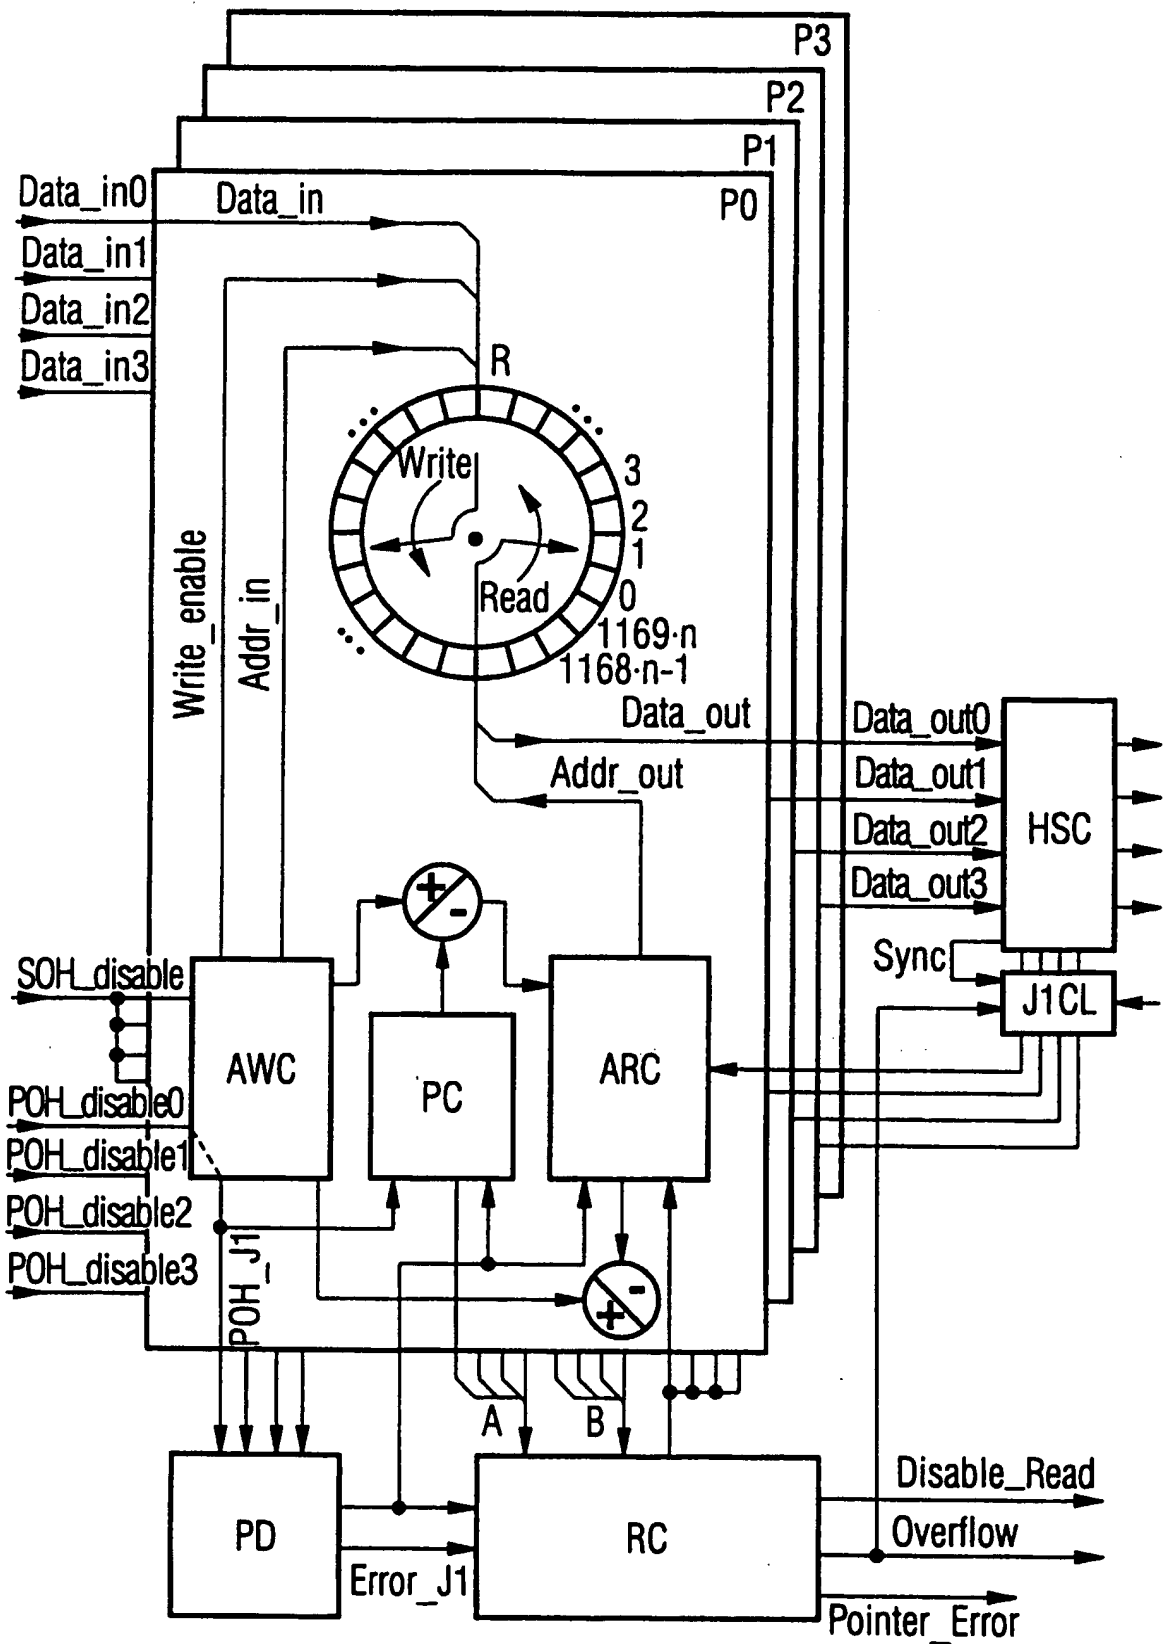 P3
P2
P1
P0
Data_in0
Data_in
Data_in1
Data_in2
Data_in3
R
Write
3
2
1
0
Read
1169·n
1168·n-1
Write_enable
Addr_in
Data_out
Data_out0
Addr_out
Data_out1
HSC
Data_out2
Data_out3
+
-
Sync
SOH_disable
J1CL
AWC
PC
ARC
POH_disable0
POH_disable1
POH_disable2
POH_disable3
POH_J1
-
+
A
B
Disable_Read
PD
RC
Overflow
Error_J1
Pointer_Error